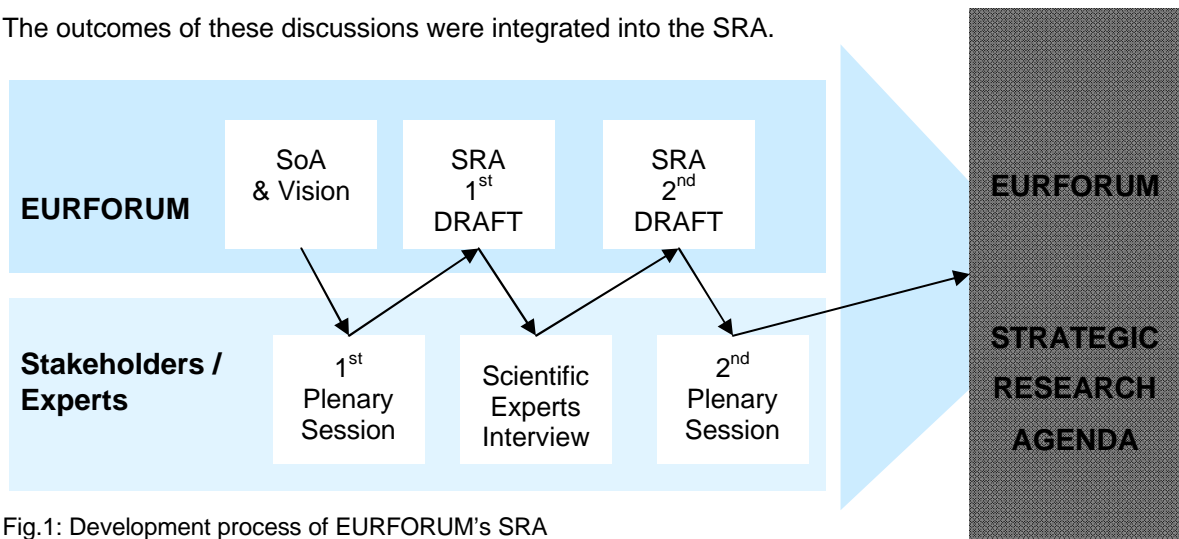 The outcomes of these discussions were integrated into the SRA.
EURFORUM
SoA
& Vision
SRA
1st
DRAFT
SRA
2nd
DRAFT
Stakeholders /
Experts
1st
Plenary
Session
Scientific
Experts
Interview
2nd
Plenary
Session
EURFORUM
STRATEGIC
RESEARCH
AGENDA
Fig.1: Development process of EURFORUM's SRA